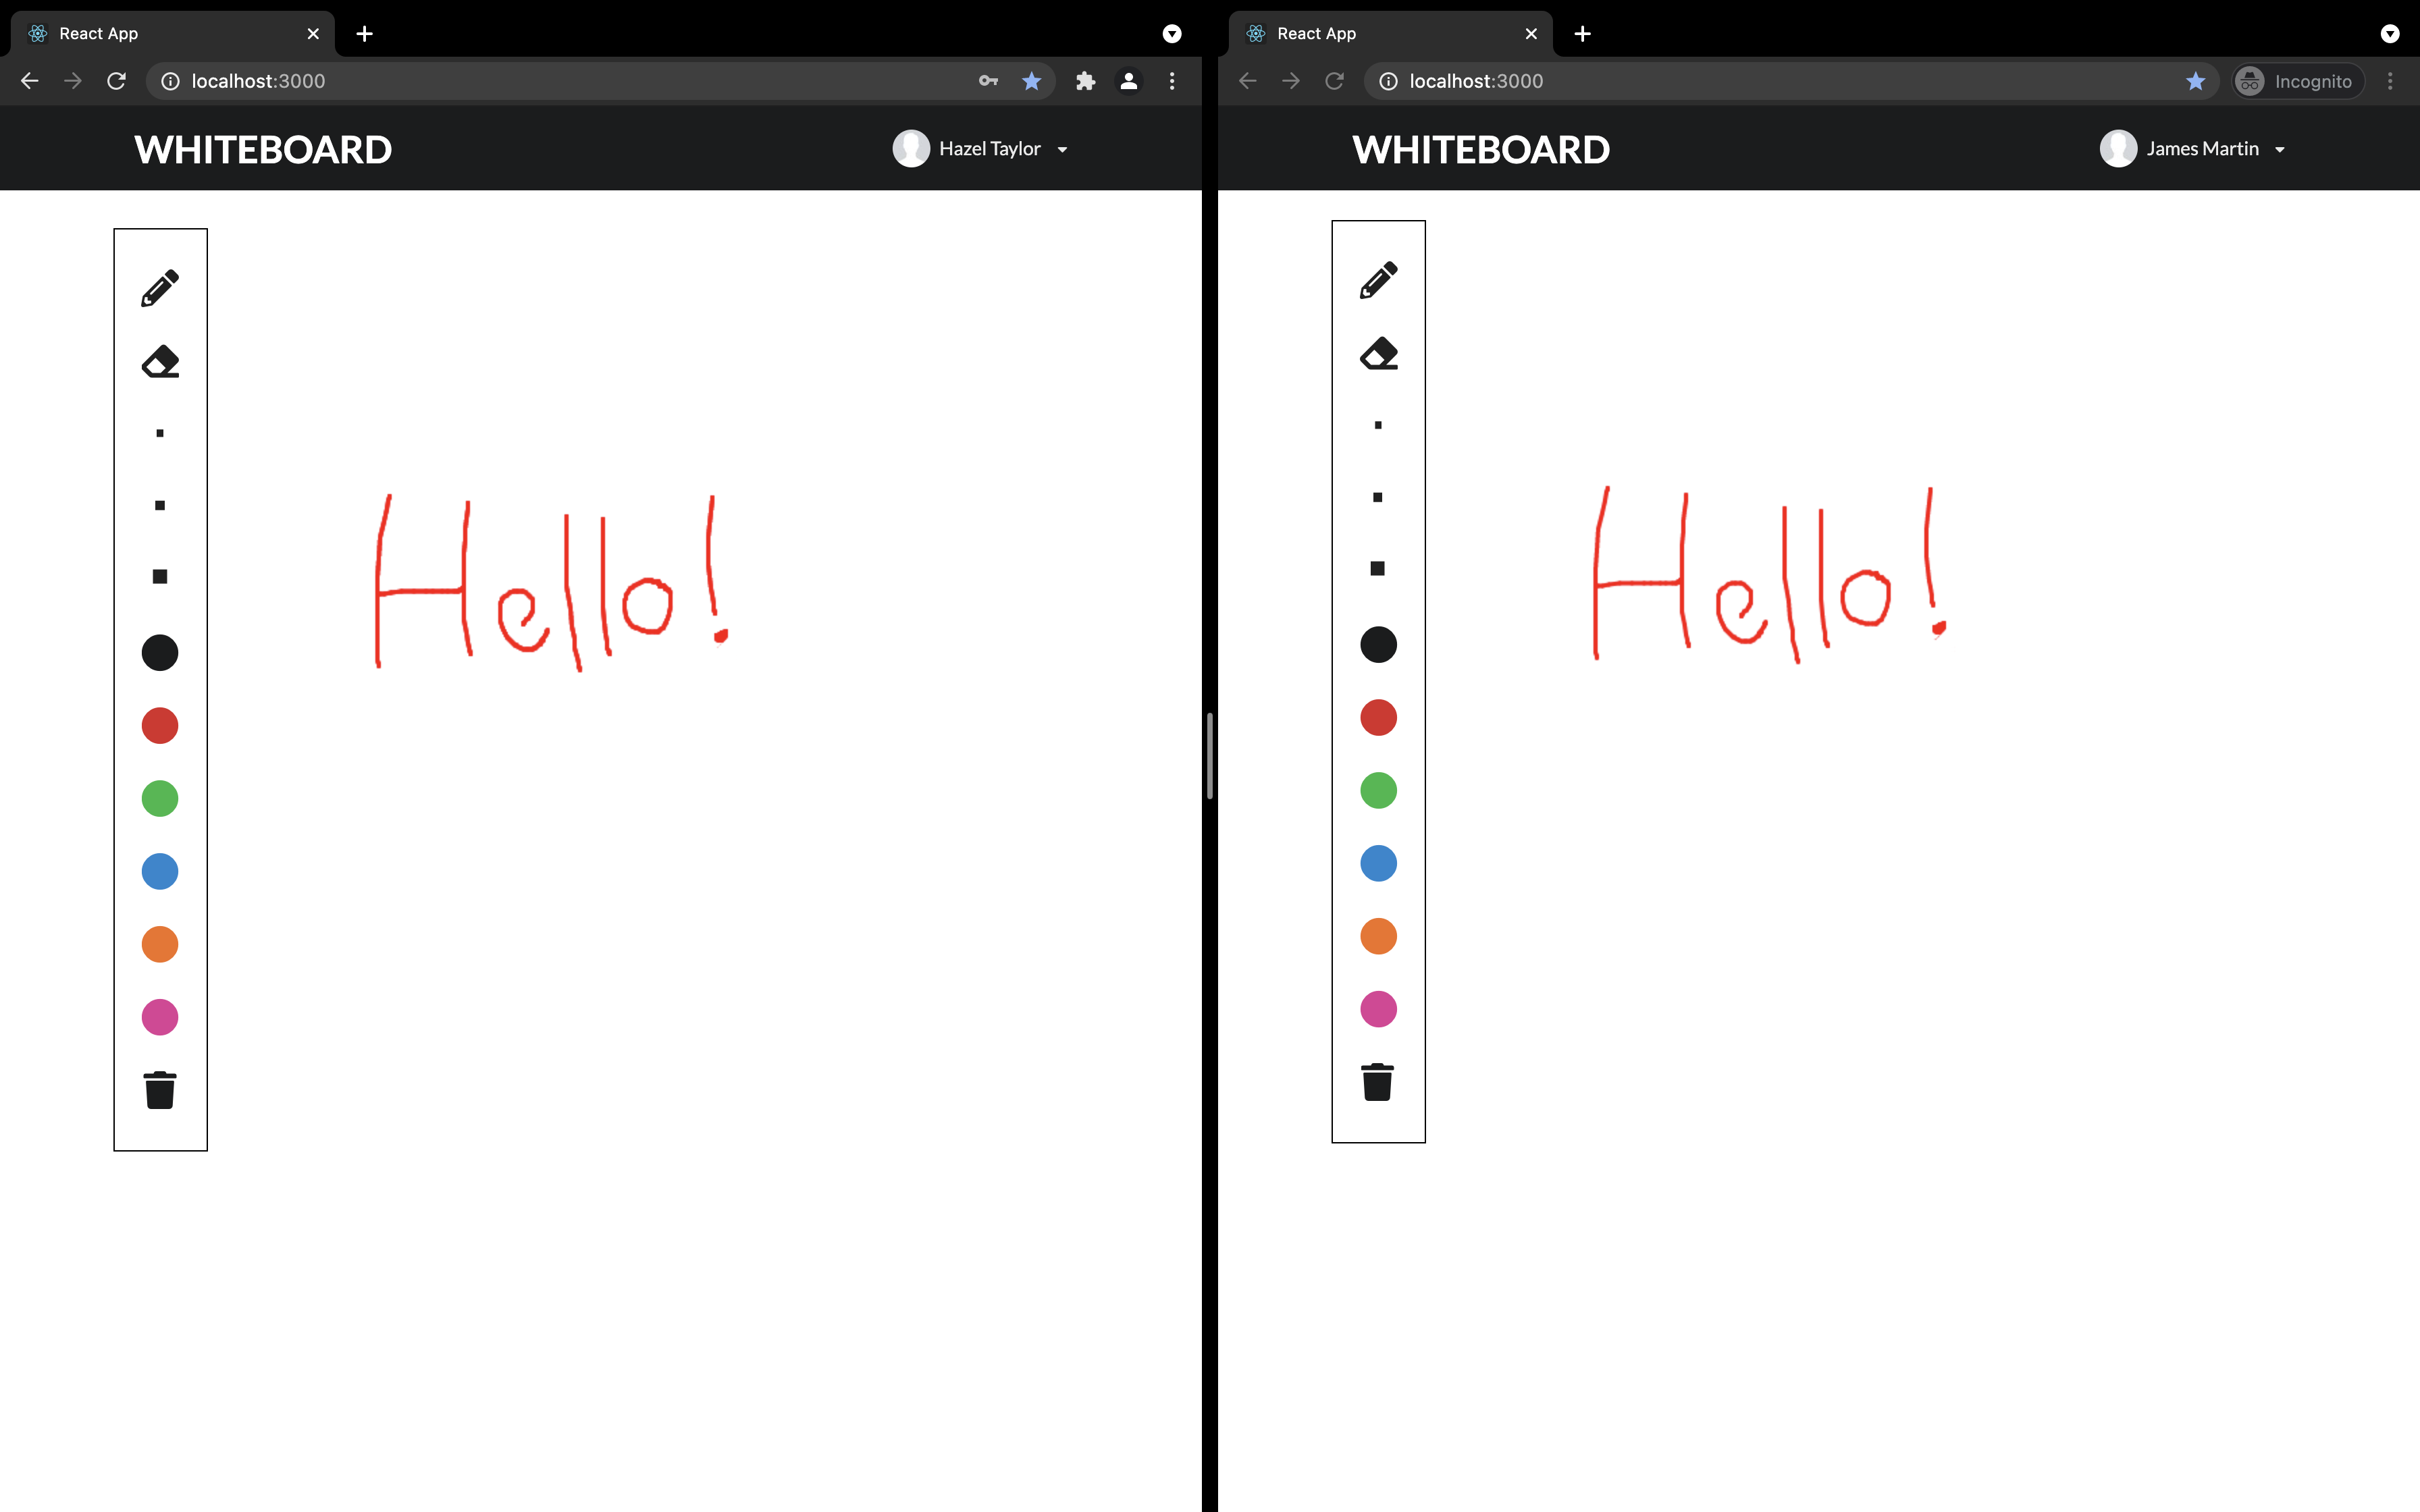 React App
localhost:3000
WHITEBOARD
Hazel Taylor
Hello!
React App
localhost:3000
Incognito
WHITEBOARD
James Martin
Hello!